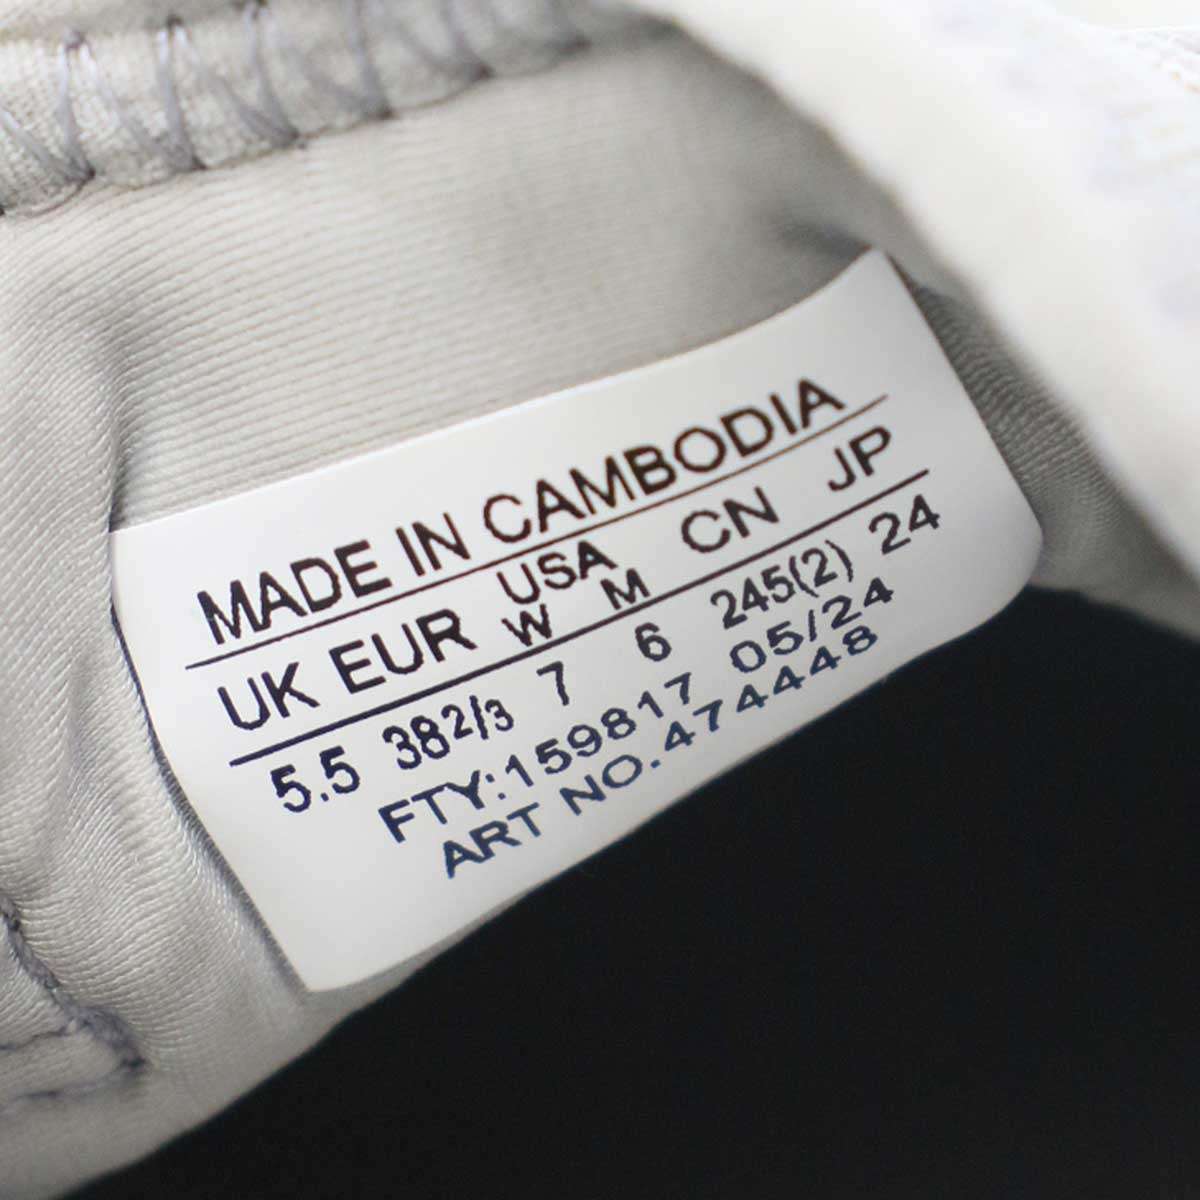 MADE IN CAMBODIA
UK EUR USA CN JP
W M
5.5 38 2/3 7 6 245(2) 24
FTY:159817 05/24
ART NO.474448